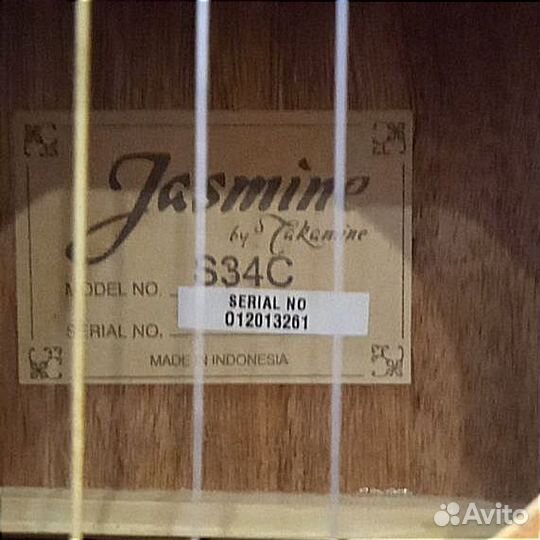 Jasmine
by Takamine
MODEL NO. S34C
SERIAL NO
012013261
SERIAL NO.
MADE IN INDONESIA
Avito